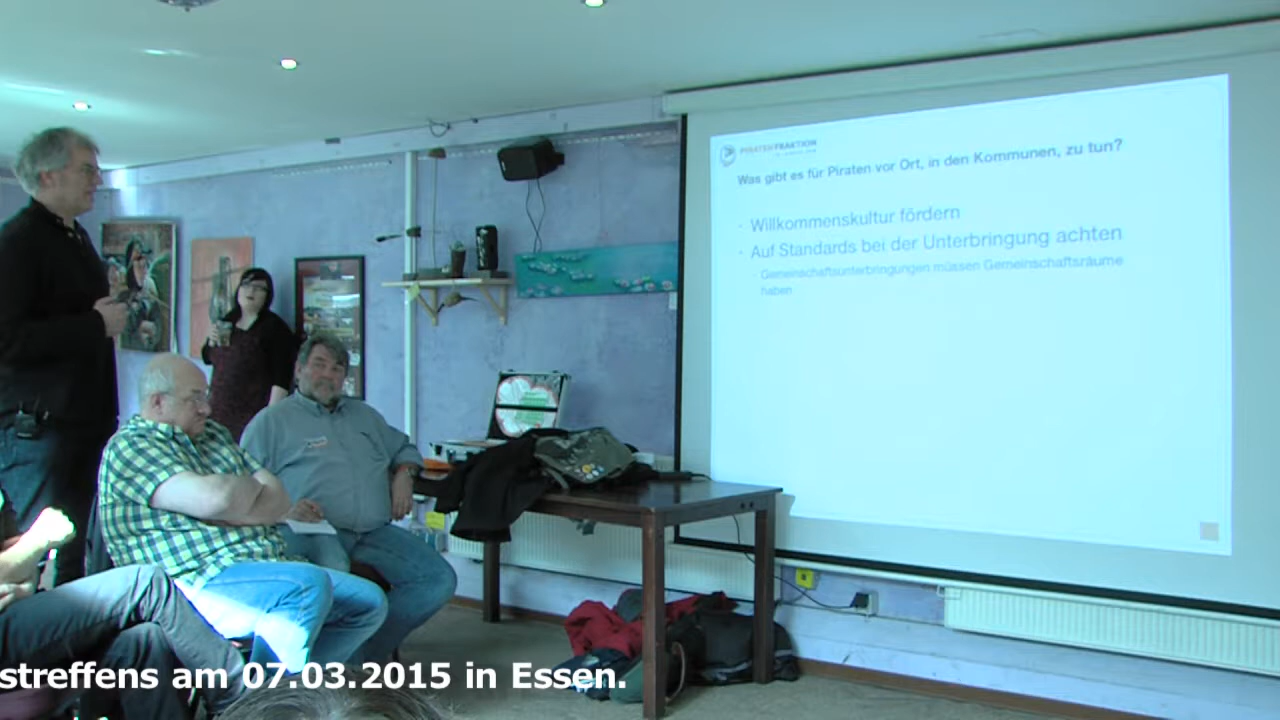 PIRATENFRAKTION
Was gibt es für Piraten vor Ort, in den Kommunen, zu tun?
· Willkommenskultur fördern
· Auf Standards bei der Unterbringung achten
· Gemeinschaftsunterbringungen müssen Gemeinschaftsräume
haben
streffens am 07.03.2015 in Essen.